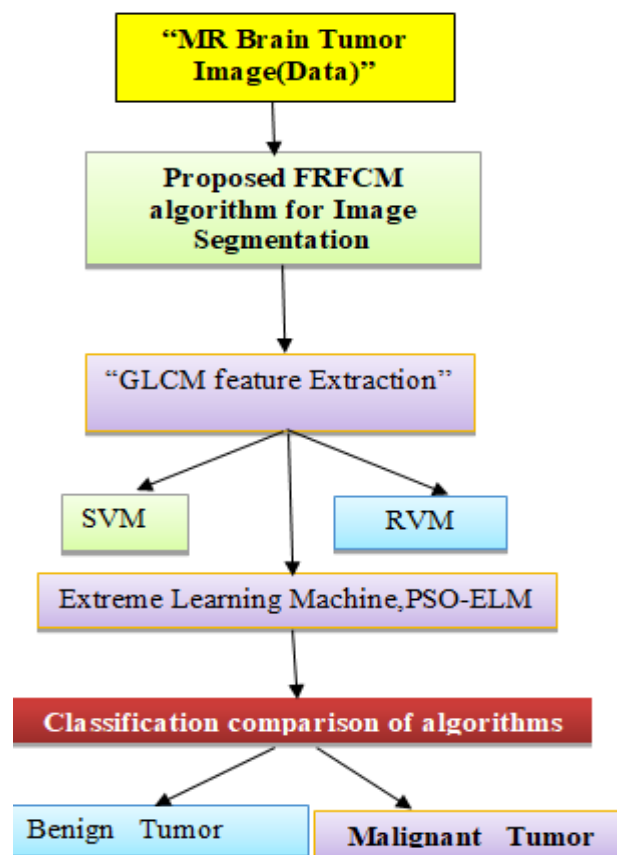 “MR Brain Tumor
Image(Data)”
Proposed FRFCM
algorithm for Image
Segmentation
“GLCM feature Extraction”
SVM
RVM
Extreme Learning Machine,PSO-ELM
Classification comparison of algorithms
Benign Tumor
Malignant Tumor